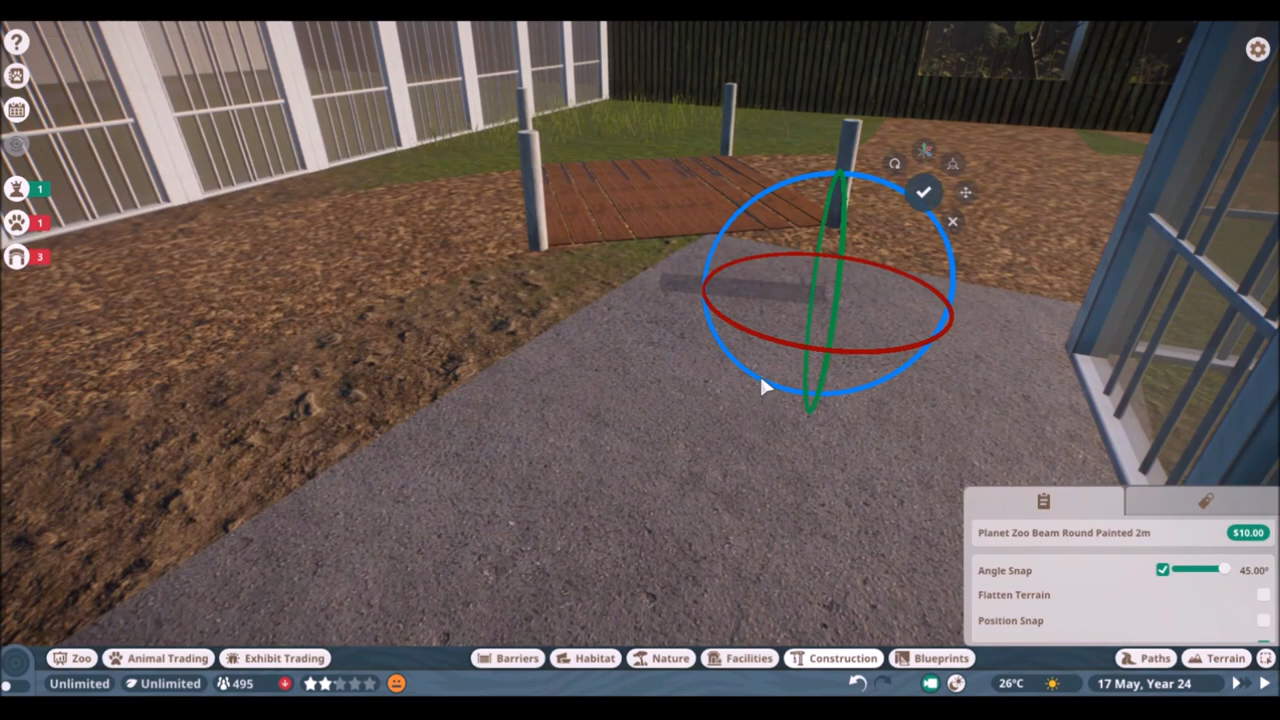 ?
1
1
3
Planet Zoo Beam Round Painted 2m $10.00
Angle Snap 45.00°
Flatten Terrain
Position Snap
Zoo Animal Trading Exhibit Trading Barriers Habitat Nature Facilities Construction Blueprints Paths Terrain
Unlimited Unlimited 495 26°C 17 May, Year 24